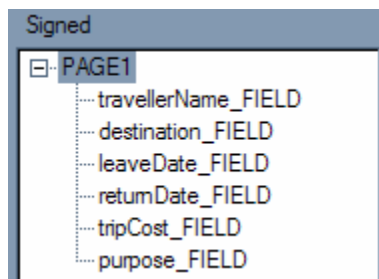 Signed
PAGE1
travellerName_FIELD
destination_FIELD
leaveDate_FIELD
returnDate_FIELD
tripCost_FIELD
purpose_FIELD